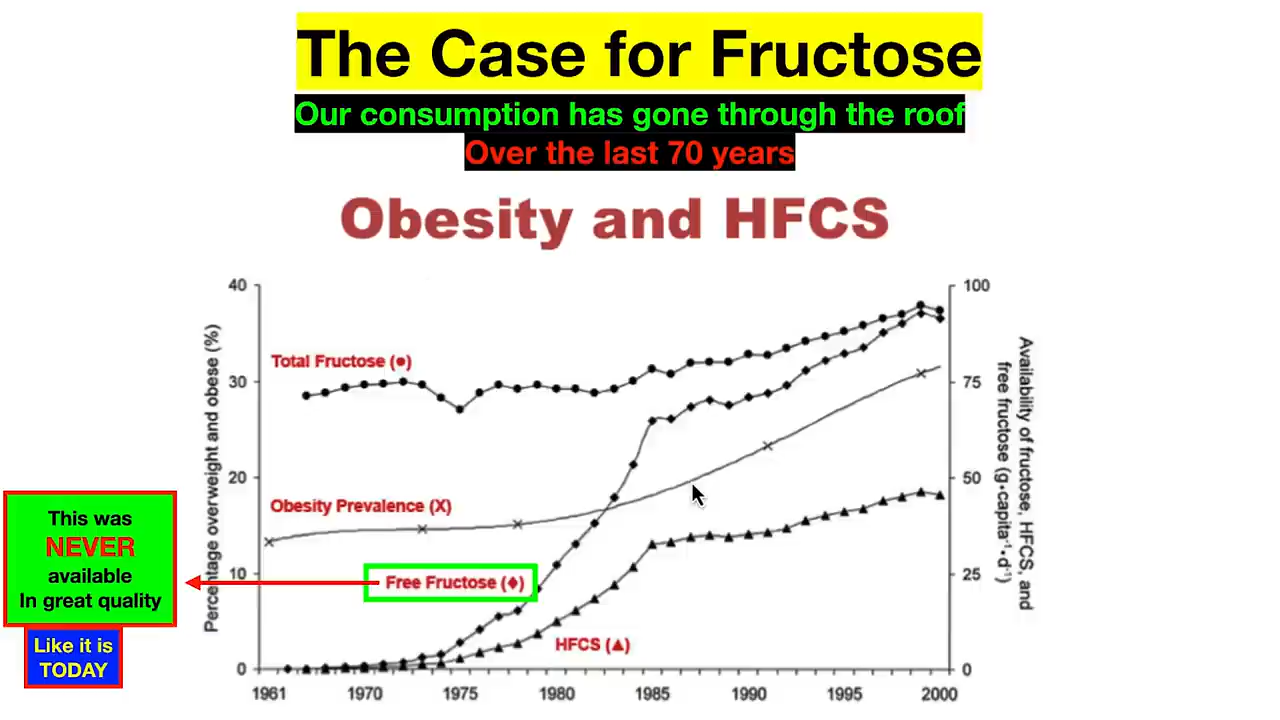 The Case for Fructose
Our consumption has gone through the roof
Over the last 70 years
Obesity and HFCS
Percentage overweight and obese (%)
40
30
20
10
0
Total Fructose (●)
Obesity Prevalence (X)
Free Fructose (♦)
HFCS (▲)
100
75
50
25
0
Availability of fructose, HFCS, and
free fructose (g•capita⁻¹•d⁻¹)
1961
1970
1975
1980
1985
1990
1995
2000
This was
NEVER
available
In great quality
Like it is
TODAY